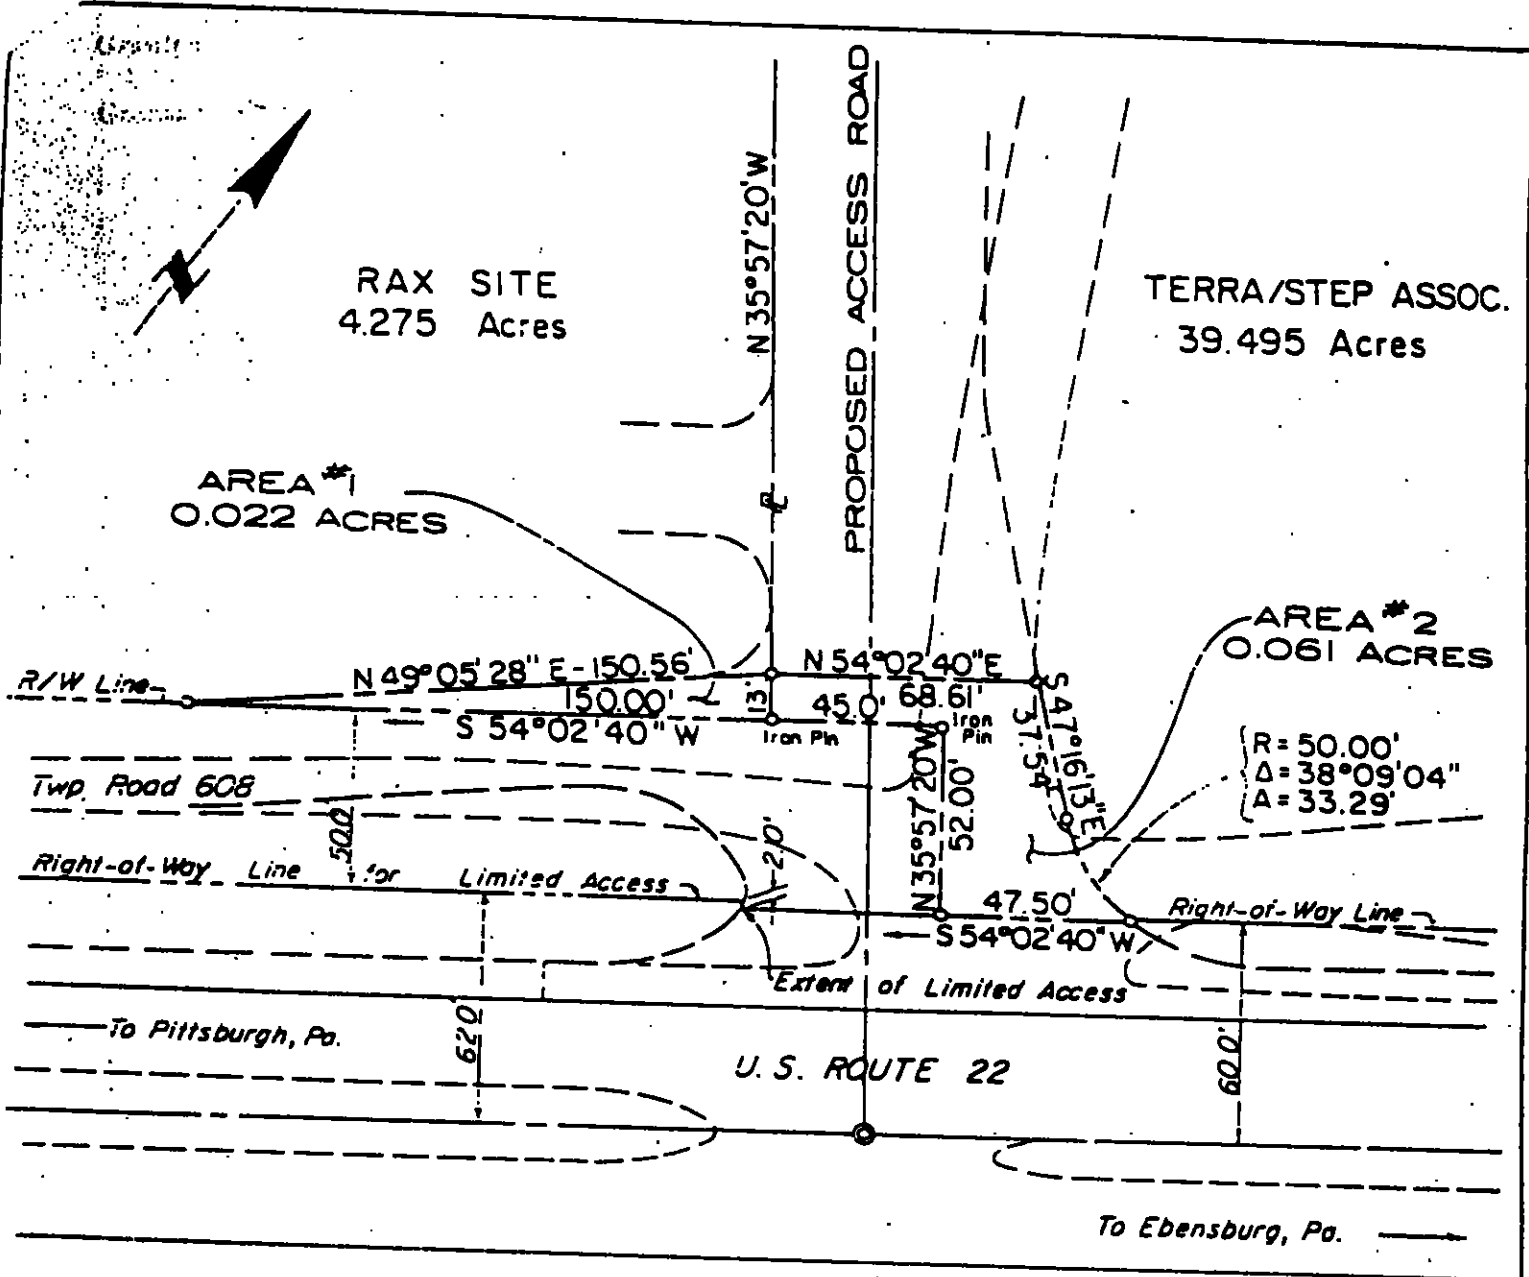 N
RAX SITE
4.275 Acres
N 35°57'20"W
PROPOSED ACCESS ROAD
TERRA/STEP ASSOC.
39.495 Acres
AREA #1
0.022 ACRES
AREA #2
0.061 ACRES
R/W Line
N 49°05'28" E - 150.56'
150.00'
S 54°02'40" W
13'
Iron Pin
N 54°02'40"E
68.61'
45.0'
Iron
Pin
S 47°16'13"E
37.54'
R = 50.00'
Δ = 38°09'04"
A = 33.29'
Twp. Road 608
50.0
2.0'
N 35°57'20"W
52.00'
Right-of-Way Line for Limited Access
47.50'
S 54°02'40" W
Right-of-Way Line
Extent of Limited Access
To Pittsburgh, Pa.
62.0
U.S. ROUTE 22
60.0'
To Ebensburg, Pa.